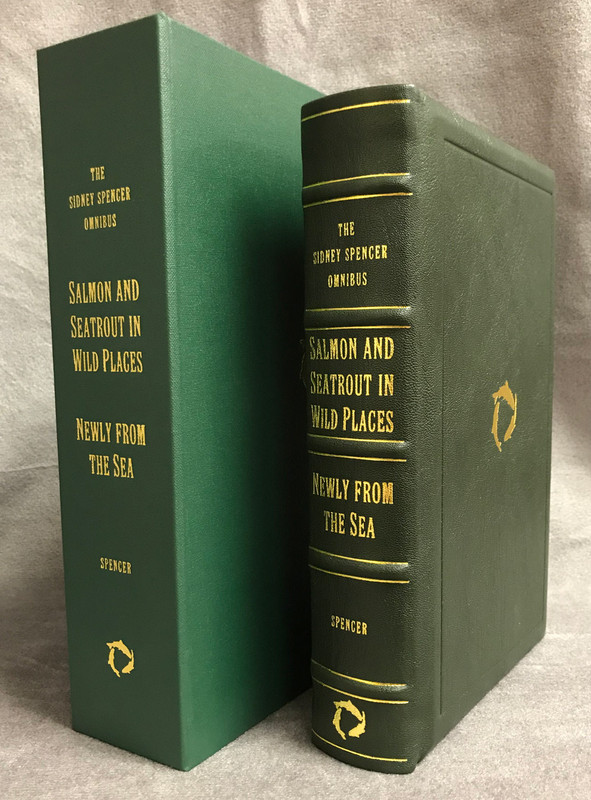 THE
SIDNEY SPENCER
OMNIBUS
SALMON AND
SEATROUT IN
WILD PLACES
NEWLY FROM
THE SEA
SPENCER
THE
SIDNEY SPENCER
OMNIBUS
SALMON AND
SEATROUT IN
WILD PLACES
NEWLY FROM
THE SEA
SPENCER